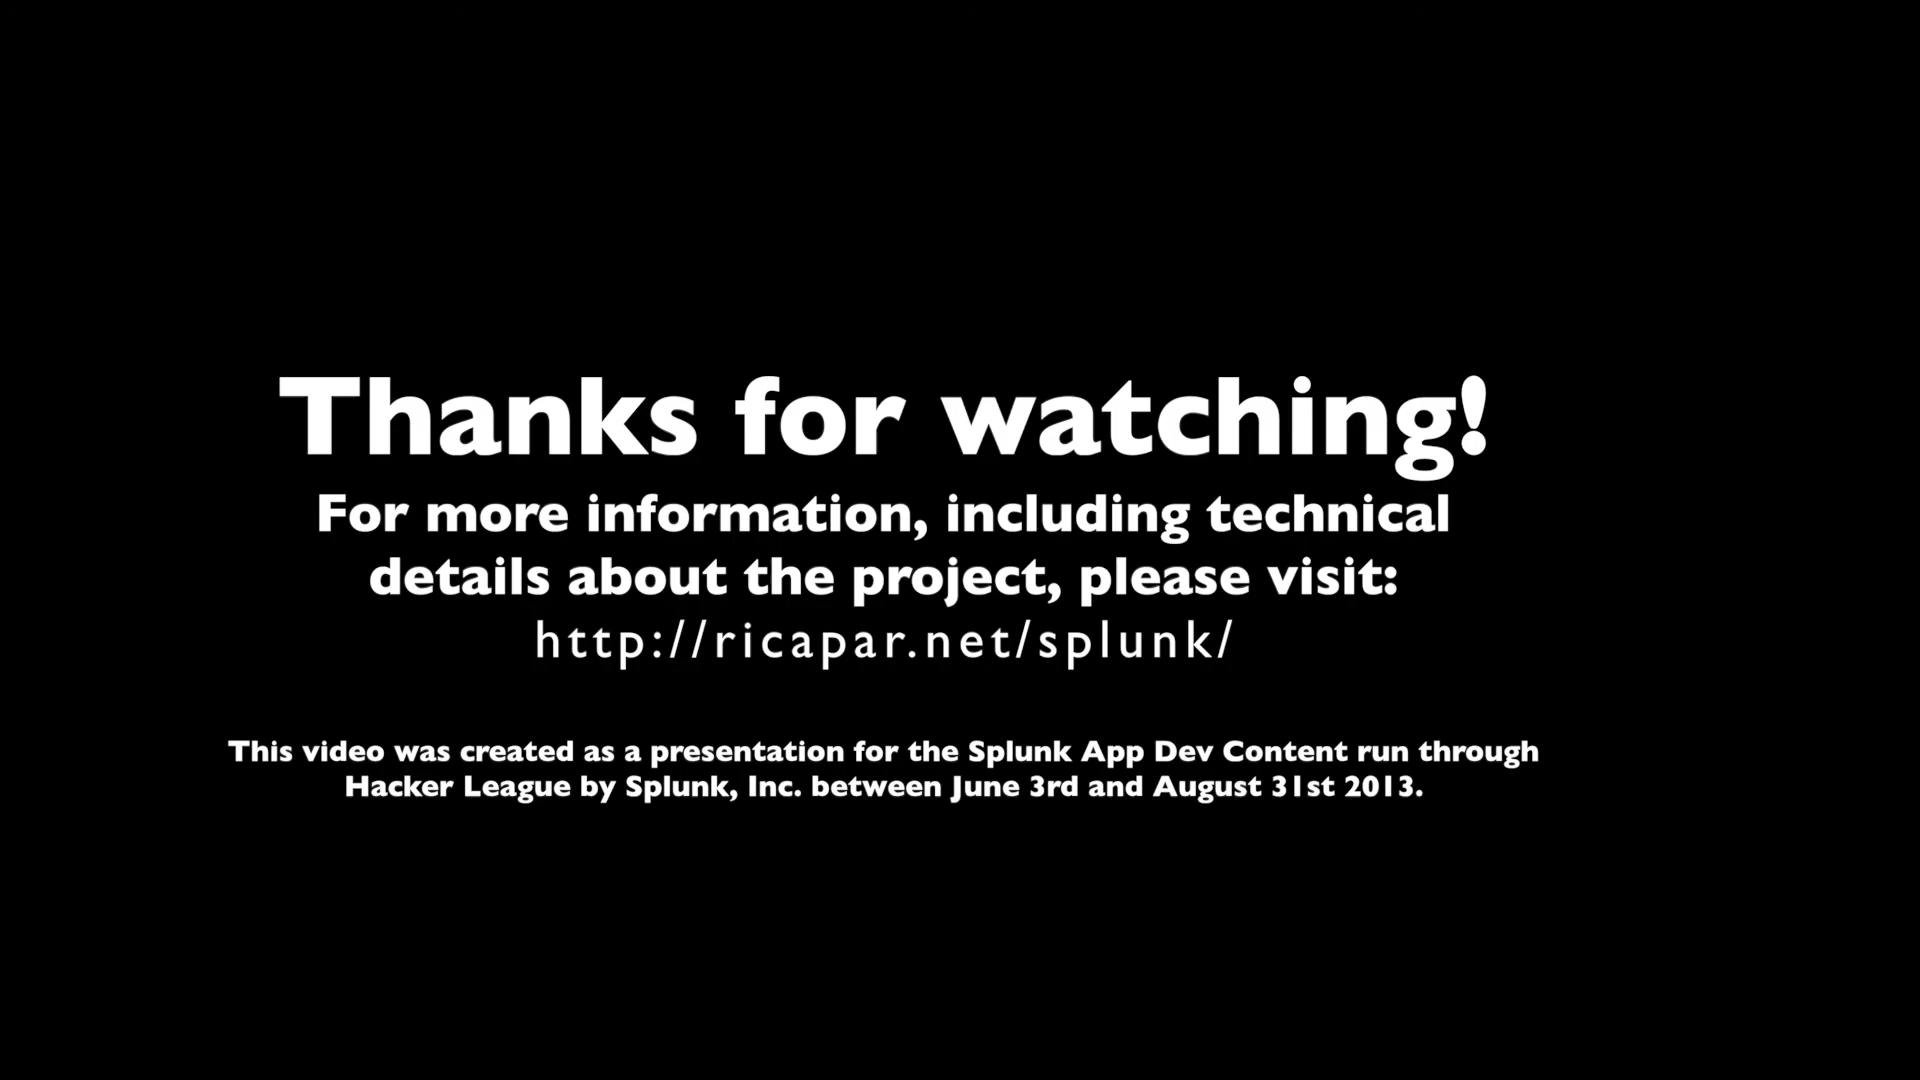 Thanks for watching!
For more information, including technical
details about the project, please visit:
http://ricapar.net/splunk/
This video was created as a presentation for the Splunk App Dev Content run through
Hacker League by Splunk, Inc. between June 3rd and August 31st 2013.